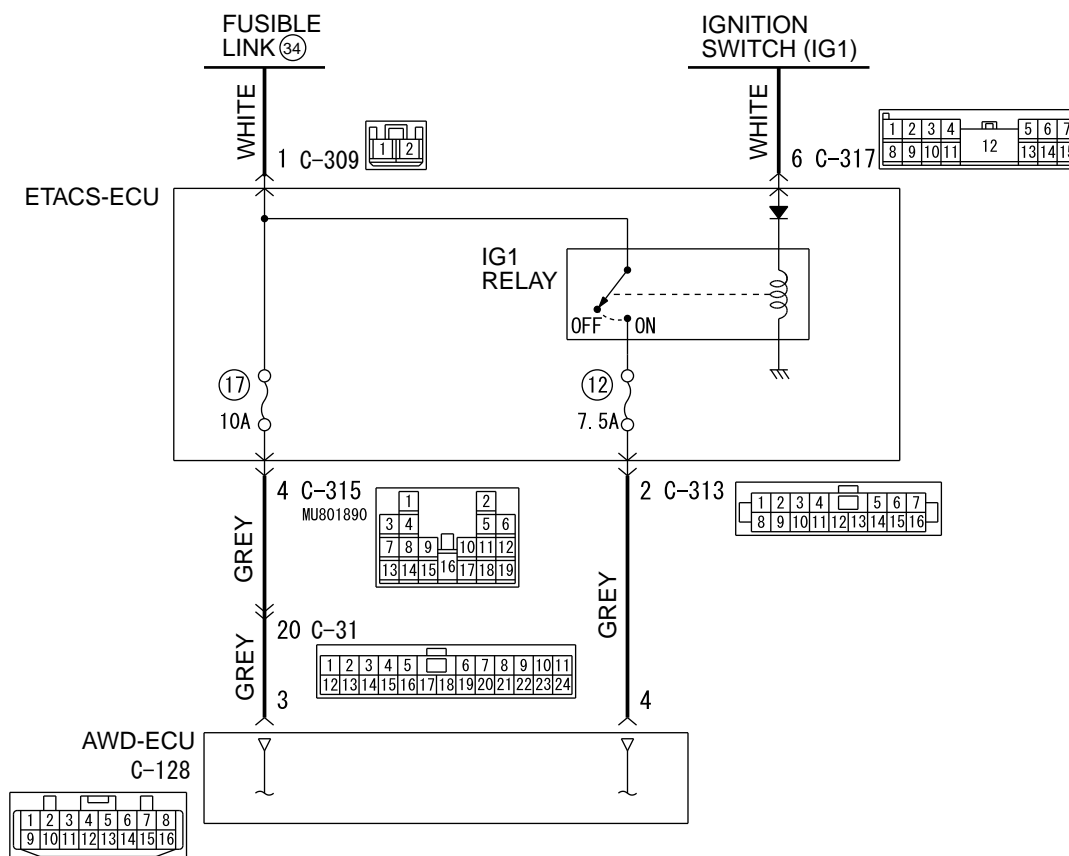 FUSIBLE
LINK 34
IGNITION
SWITCH (IG1)
WHITE
WHITE
1 C-309
1 2
6 C-317
1 2 3 4 5 6 7
8 9 10 11 12 13 14 15
ETACS-ECU
IG1
RELAY
OFF ON
17
10A
12
7.5A
4 C-315
MU801890
1 2
3 4 5 6
7 8 9 10 11 12
13 14 15 16 17 18 19
2 C-313
1 2 3 4 5 6 7
8 9 10 11 12 13 14 15 16
GREY
GREY
20 C-31
1 2 3 4 5 6 7 8 9 10 11
12 13 14 15 16 17 18 19 20 21 22 23 24
GREY
3
4
AWD-ECU
C-128
1 2 3 4 5 6 7 8
9 10 11 12 13 14 15 16